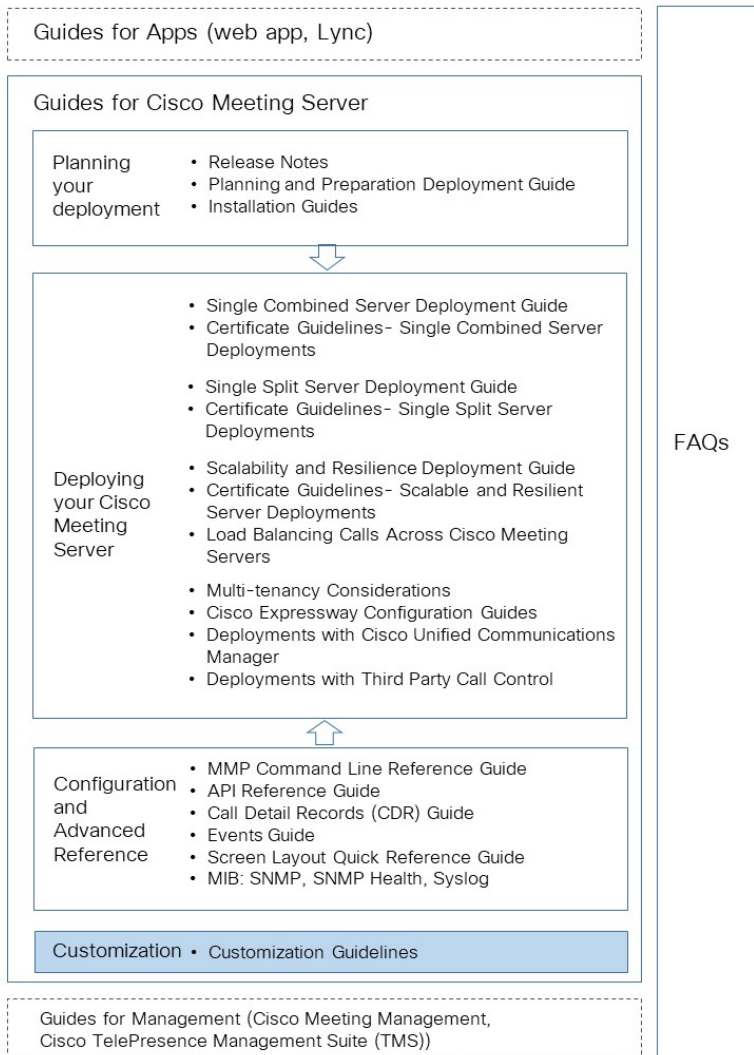 Guides for Apps (web app, Lync)
Guides for Cisco Meeting Server
Planning
your
deployment
• Release Notes
• Planning and Preparation Deployment Guide
• Installation Guides
Deploying
your Cisco
Meeting
Server
• Single Combined Server Deployment Guide
• Certificate Guidelines- Single Combined Server
Deployments
• Single Split Server Deployment Guide
• Certificate Guidelines- Single Split Server
Deployments
• Scalability and Resilience Deployment Guide
• Certificate Guidelines- Scalable and Resilient
Server Deployments
• Load Balancing Calls Across Cisco Meeting
Servers
• Multi-tenancy Considerations
• Cisco Expressway Configuration Guides
• Deployments with Cisco Unified Communications
Manager
• Deployments with Third Party Call Control
Configuration
and
Advanced
Reference
• MMP Command Line Reference Guide
• API Reference Guide
• Call Detail Records (CDR) Guide
• Events Guide
• Screen Layout Quick Reference Guide
• MIB: SNMP, SNMP Health, Syslog
Customization • Customization Guidelines
Guides for Management (Cisco Meeting Management,
Cisco TelePresence Management Suite (TMS))
FAQs